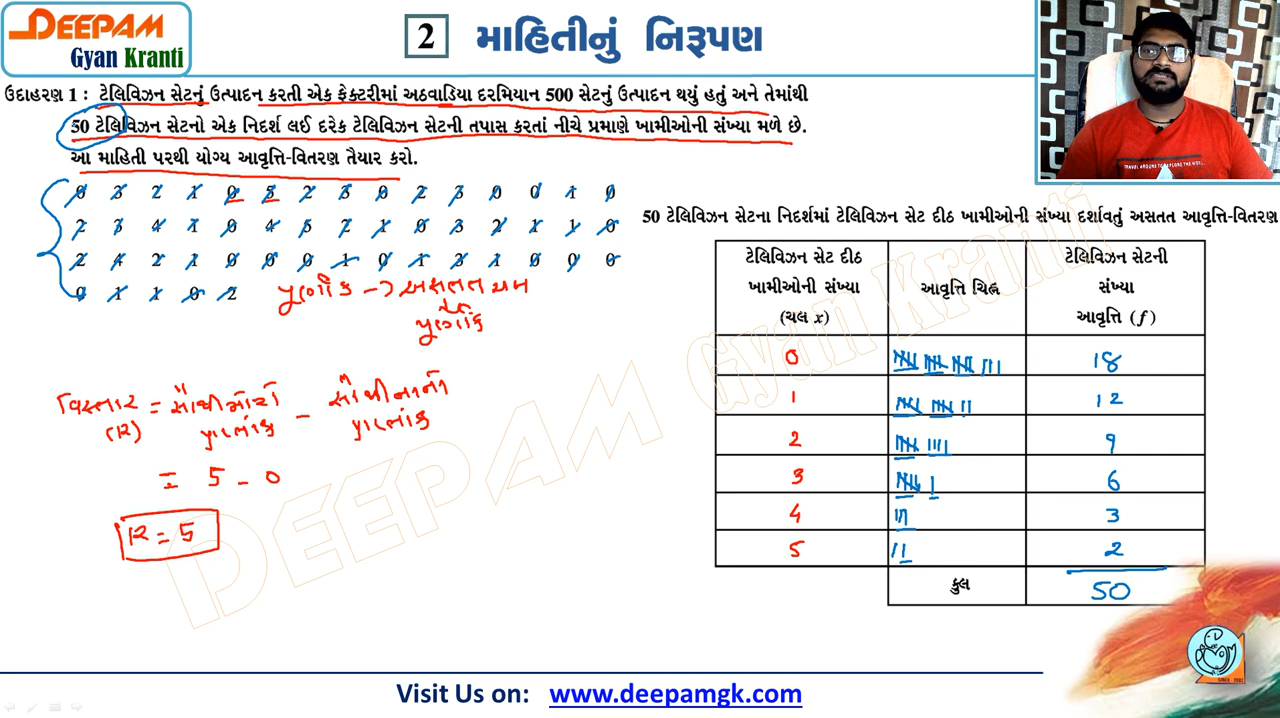 DEEPAM
Gyan Kranti
2 માહિતીનું નિરૂપણ
ઉદાહરણ 1 : ટેલિવિઝન સેટનું ઉત્પાદન કરતી એક ફેક્ટરીમાં અઠવાડિયા દરમિયાન 500 સેટનું ઉત્પાદન થયું હતું અને તેમાંથી
50 ટેલિવિઝન સેટનો એક નિદર્શ લઈ દરેક ટેલિવિઝન સેટની તપાસ કરતાં નીચે પ્રમાણે ખામીઓની સંખ્યા મળે છે.
આ માહિતી પરથી યોગ્ય આવૃત્તિ-વિતરણ તૈયાર કરો.
0 3 2 1 0 5 2 3 0 2 3 0 0 1 0
2 3 4 1 0 4 5 2 1 0 3 2 1 1 0
2 4 2 1 0 0 0 1 0 1 3 1 0 0 0
0 1 1 0 2
પૂર્ણાંક -> અસતત ચલ
પૂર્ણાંક
વિસ્તાર = સૌથી મોટો - સૌથી નાનો
(R) પ્રાપ્તાંક પ્રાપ્તાંક
= 5 - 0
R = 5
50 ટેલિવિઝન સેટના નિદર્શમાં ટેલિવિઝન સેટ દીઠ ખામીઓની સંખ્યા દર્શાવતું અસતત આવૃત્તિ-વિતરણ
ટેલિવિઝન સેટ દીઠ ટેલિવિઝન સેટની
ખામીઓની સંખ્યા આવૃત્તિ ચિહ્ન સંખ્યા
(ચલ x) આવૃત્તિ (f)
0 18
1 12
2 9
3 6
4 3
5 2
કુલ 50
DEEPAM Gyan Kranti
Visit Us on: www.deepamgk.com